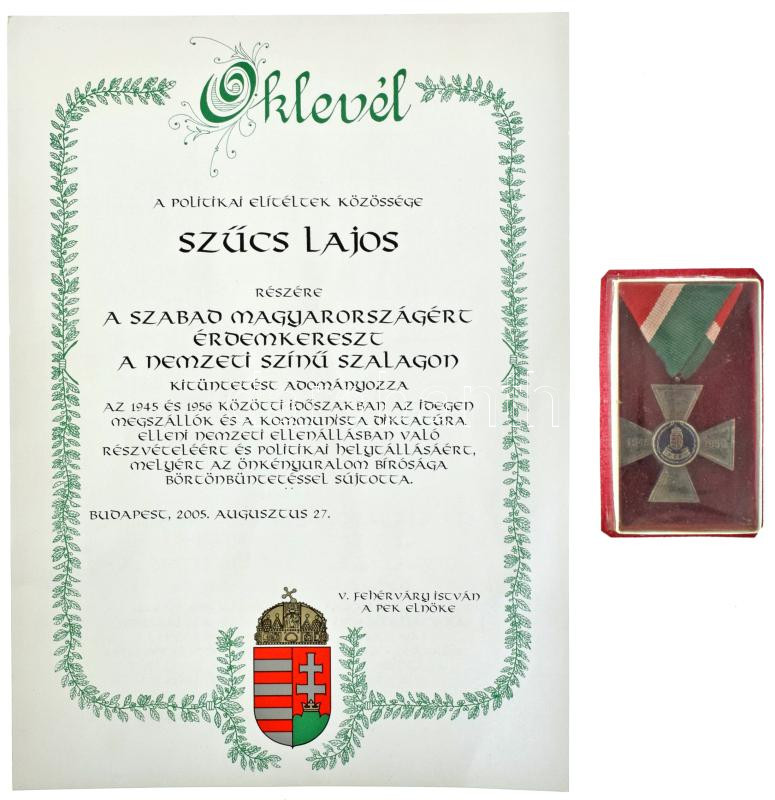 Oklevél
A POLITIKAI ELÍTÉLTEK KÖZÖSSÉGE
SZŰCS LAJOS
RÉSZÉRE
A SZABAD MAGYARORSZÁGÉRT
ÉRDEMKERESZT
A NEMZETI SZÍNŰ SZALAGON
KITÜNTETÉST ADOMÁNYOZZA
AZ 1945 ÉS 1956 KÖZÖTTI IDŐSZAKBAN AZ IDEGEN
MEGSZÁLLÓK ÉS A KOMMUNISTA DIKTATÚRA
ELLENI NEMZETI ELLENÁLLÁSBAN VALÓ
RÉSZVÉTELÉÉRT ÉS POLITIKAI HELYTÁLLÁSÁÉRT,
MELYÉRT AZ ÖNKÉNYURALOM BÍRÓSÁGA
BÖRTÖNBÜNTETÉSSEL SÚJTOTTA.
BUDAPEST, 2005. AUGUSZTUS 27.
V. FEHÉRVÁRY ISTVÁN
A PEK ELNÖKE
1945 1956